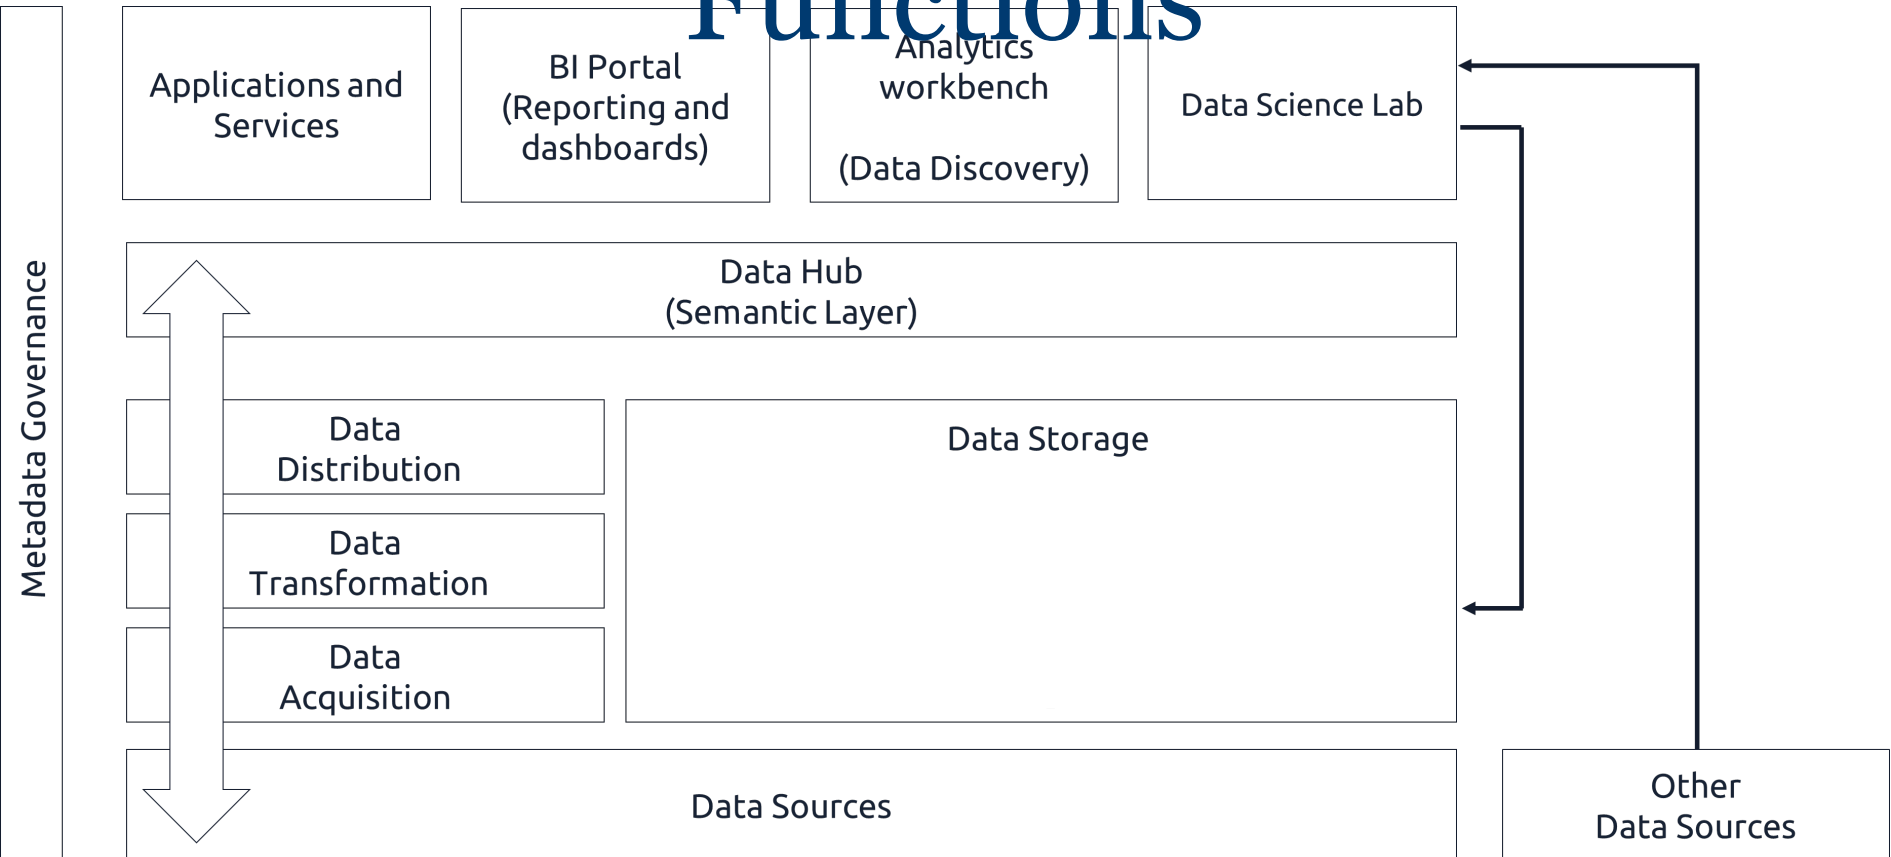 Functions
Applications and
Services
BI Portal
(Reporting and
dashboards)
Analytics
workbench
(Data Discovery)
Data Science Lab
Metadata Governance
Data Hub
(Semantic Layer)
Data
Distribution
Data Storage
Data
Transformation
Data
Acquisition
Data Sources
Other
Data Sources